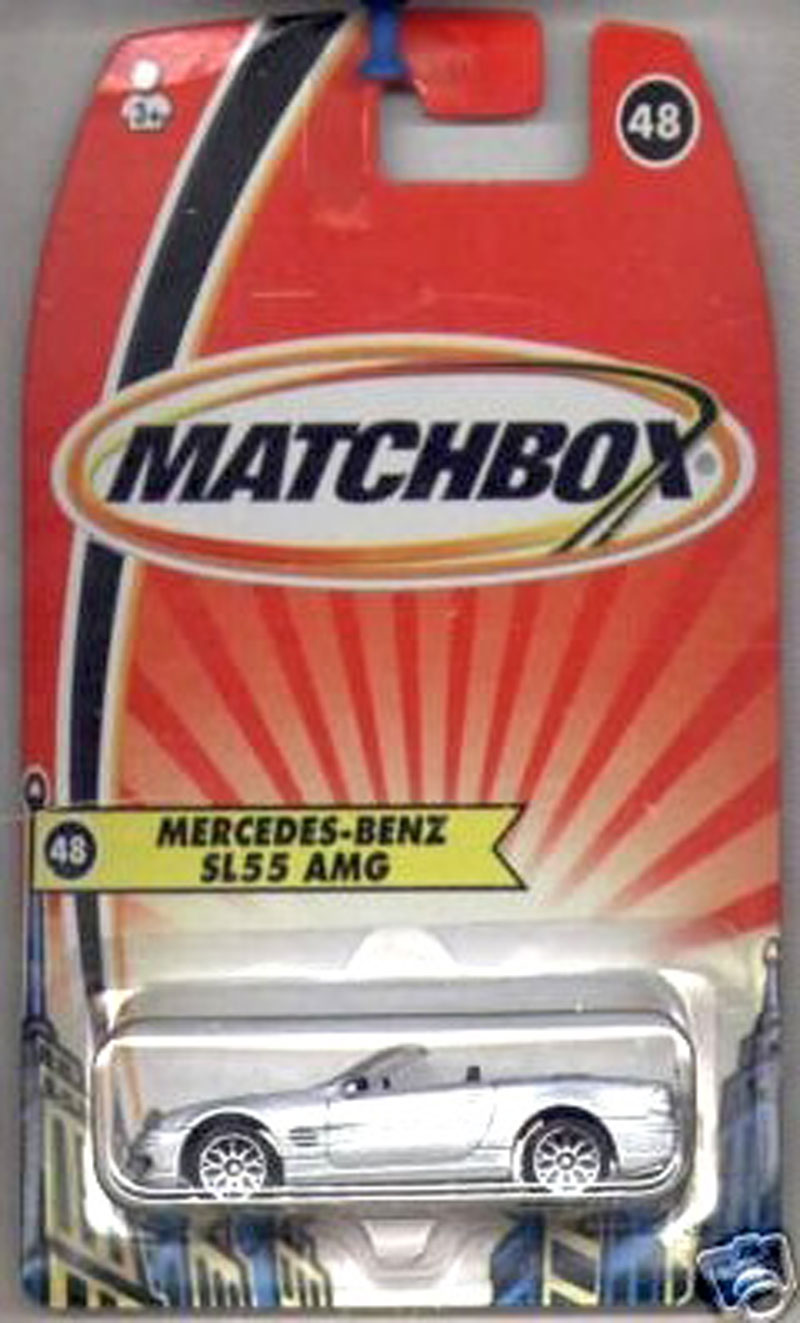 3+
48
MATCHBOX®
48
MERCEDES-BENZ
SL55 AMG